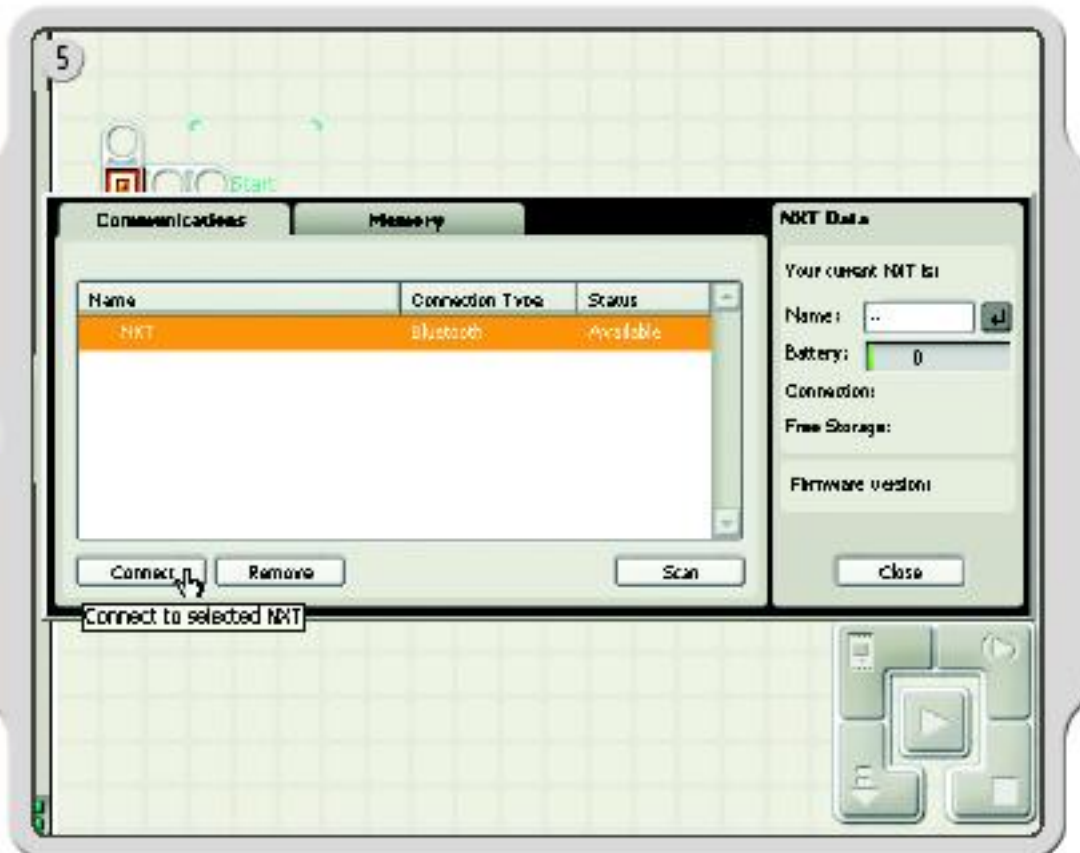 5
Start
Communications
Memory
Name
Connection Type
Status
NXT
Bluetooth
Available
Connect
Remove
Scan
Connect to selected NXT
NXT Data
Your current NXT is:
Name: --
Battery: 0
Connection:
Free Storage:
Firmware version:
Close